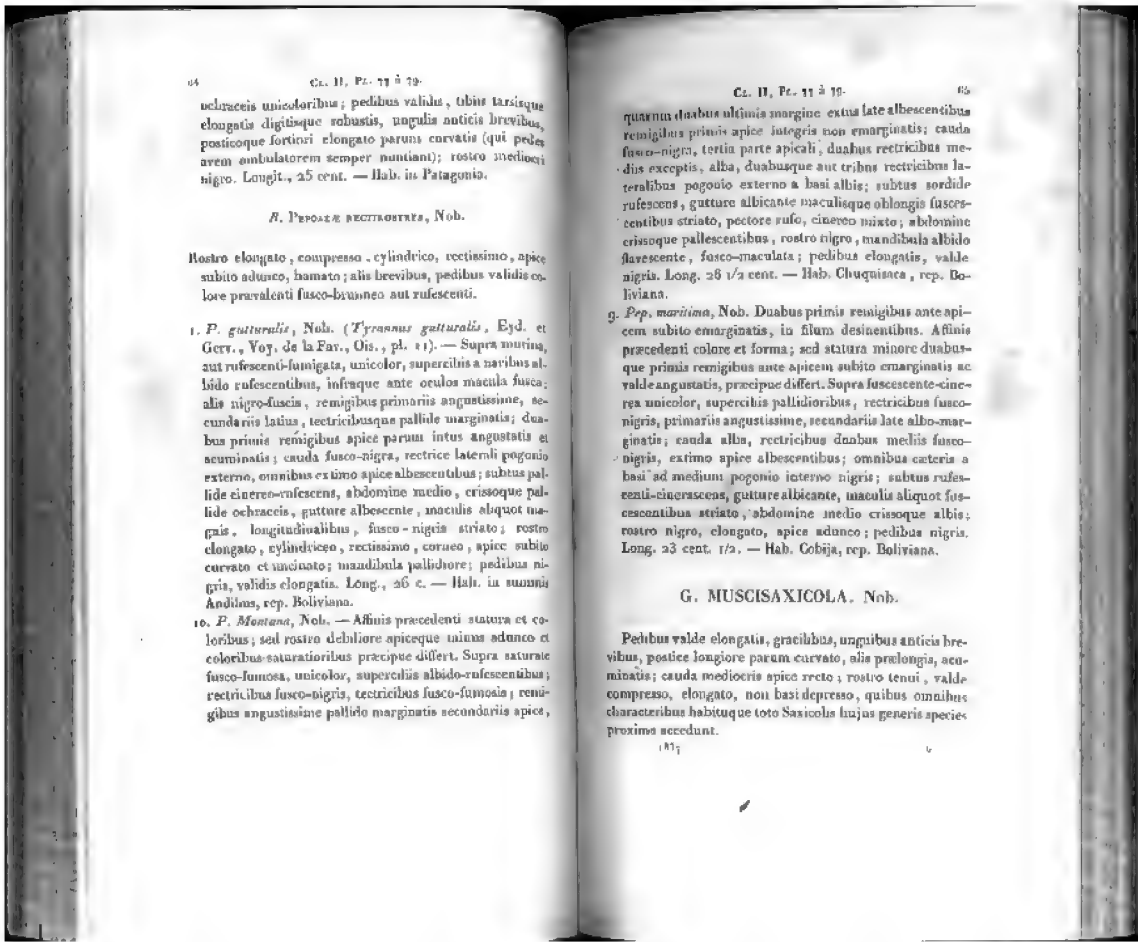 64
CL. II, PL. 77 à 79.
ochraceis unicoloribus; pedibus validis, tibiis tarsisque
elongatis digitisque robustis, ungulis anticis brevibus,
posticoque fortiori elongato parum curvatis (qui pedes
avem ambulatorem semper nuntiant); rostro mediocri
nigro. Longit., 25 cent. — Hab. in Patagonia.
B. PEPOAZÆ RECTIROSTRES, Nob.
Rostro elongato, compresso-cylindrico, rectissimo, apice
subito adunco, hamato; alis brevibus, pedibus validis co-
lore prævalenti fusco-brunneo aut rufescenti.
1. P. gutturalis, Nob. (Tyrannus gutturalis, Eyd. et
Gerv., Voy. de la Fav., Ois., pl. 11). — Supra murina,
aut rufescenti-fumigata, unicolor, superciliis a naribus al-
bido rufescentibus, infraque ante oculos macula fusca;
alis nigro-fuscis, remigibus primariis angustissime, se-
cundariis latius, tectricibusque pallide marginatis; dua-
bus primis remigibus apice parum intus angustatis et
acuminatis; cauda fusco-nigra, rectrice laterali pogonio
externo, omnibus extimo apice albescentibus; subtus pal-
lide cinereo-rufescens, abdomine medio, crissoque pal-
lide ochraceis, gutture albescente, maculis aliquot ma-
gnis, longitudinalibus, fusco-nigris striato; rostro
elongato, cylindriceo, rectissimo, corneo, apice subito
curvato et uncinato; mandibula pallidiore; pedibus ni-
gris, validis elongatis. Long., 26 c. — Hab. in summis
Andibus, rep. Boliviana.
10. P. Montana, Nob. — Affinis præcedenti statura et co-
loribus; sed rostro debiliore apiceque minus adunco et
coloribus saturatioribus præcipue differt. Supra saturate
fusco-fumosa, unicolor, superciliis albido-rufescentibus;
rectricibus fusco-nigris, tectricibus fusco-fumosis; remi-
gibus angustissime pallido marginatis secundariis apice,
CL. II, PL. 77 à 79.
65
quarum duabus ultimis margine extus late albescentibus
remigibus primis apice integris non emarginatis; cauda
fusco-nigra, tertia parte apicali, duabus rectricibus me-
diis exceptis, alba, duabusque aut tribus rectricibus la-
teralibus pogonio externo a basi albis; subtus sordide
rufescens, gutture albicante maculisque oblongis fusces-
centibus striato, pectore rufo, cinereo mixto; abdomine
crissoque pallescentibus, rostro nigro, mandibula albido
flavescente, fusco-maculata; pedibus elongatis, valde
nigris. Long. 28 1/2 cent. — Hab. Chuquisaca, rep. Bo-
liviana.
9. Pep. maritima, Nob. Duabus primis remigibus ante api-
cem subito emarginatis, in filum desinentibus. Affinis
præcedenti colore et forma; sed statura minore duabus-
que primis remigibus ante apicem subito emarginatis ac
valde angustatis, præcipue differt. Supra fuscescente-cine-
rea unicolor, superciliis pallidioribus, rectricibus fusco-
nigris, primariis angustissime, secundariis late albo-mar-
ginatis; cauda alba, rectricibus duabus mediis fusco-
nigris, extimo apice albescentibus; omnibus cæteris a
basi ad medium pogonio interno nigris; subtus rufes-
centi-cinerascens, gutture albicante, maculis aliquot fus-
cescentibus striato, abdomine medio crissoque albis;
rostro nigro, elongato, apice adunco; pedibus nigris.
Long. 23 cent. 1/2. — Hab. Cobija, rep. Boliviana.
G. MUSCISAXICOLA. Nob.
Pedibus valde elongatis, gracilibus, unguibus anticis bre-
vibus, postice longiore parum curvato, alis prælongis, acu-
minatis; cauda mediocris apice recto; rostro tenui, valde
compresso, elongato, non basi depresso, quibus omnibus
characteribus habituque toto Saxicolis hujus generis species
proxime accedunt.
1837